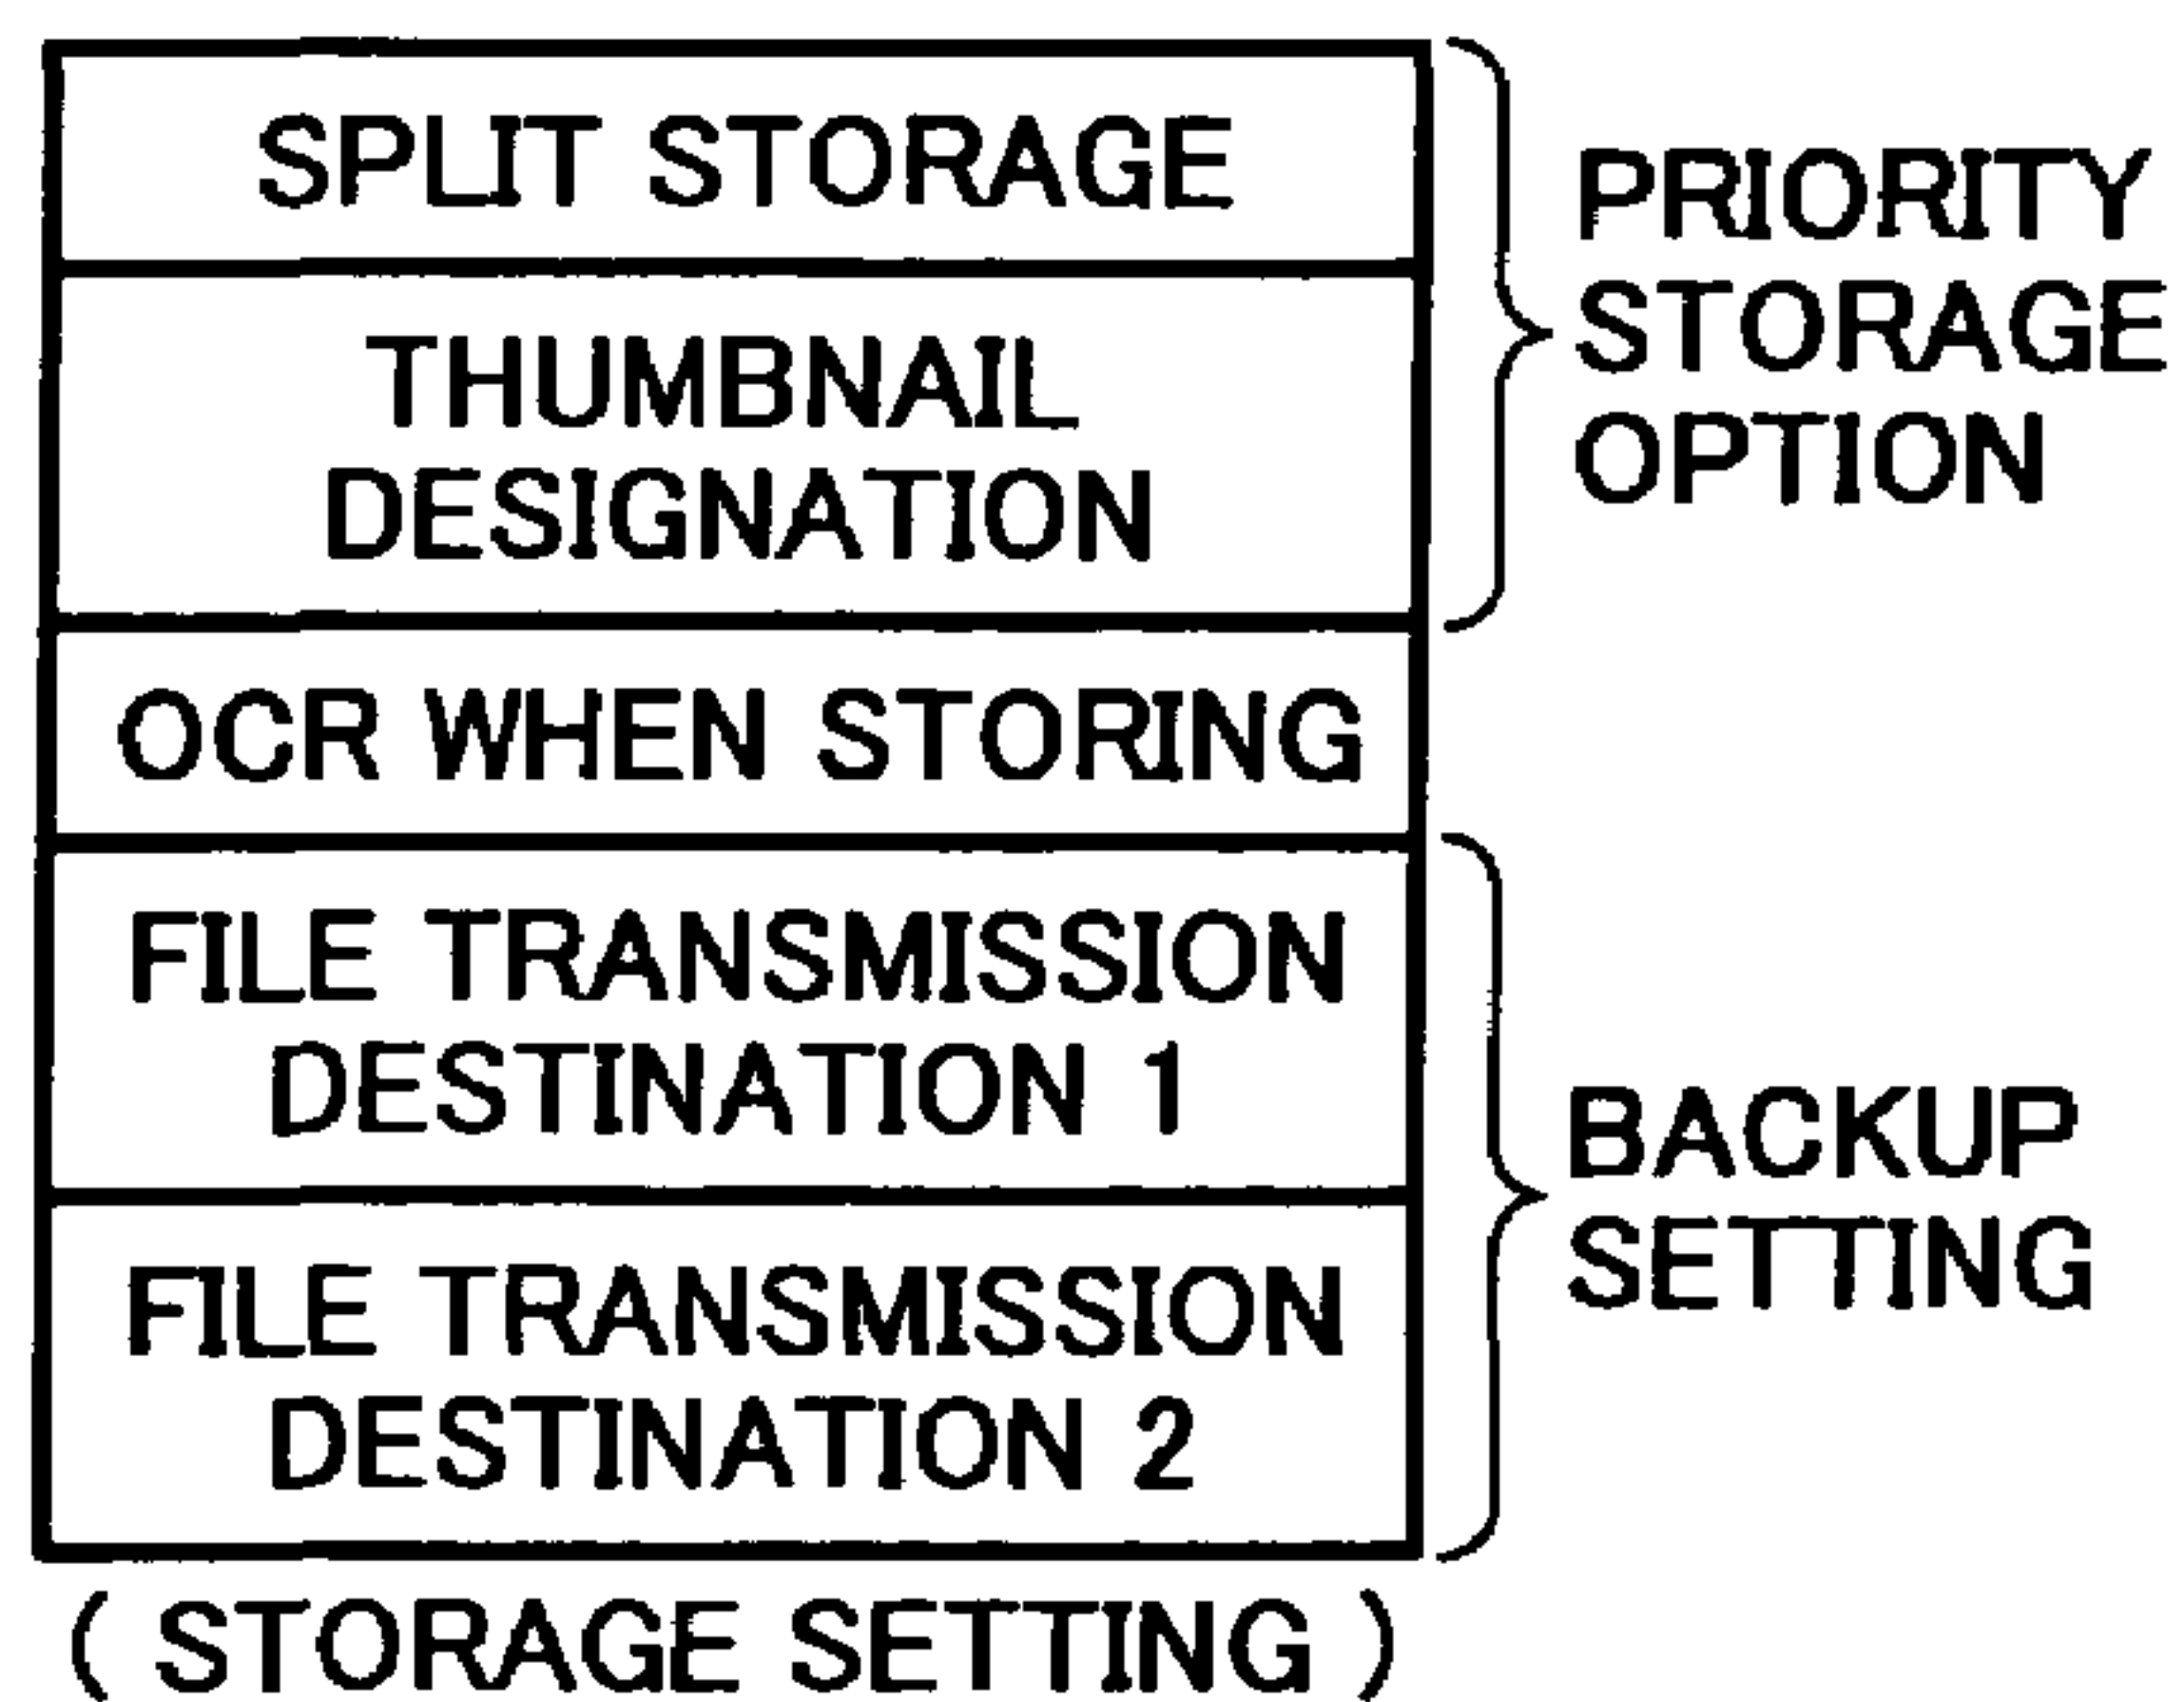 SPLIT STORAGE
THUMBNAIL
DESIGNATION
PRIORITY
STORAGE
OPTION
OCR WHEN STORING
FILE TRANSMISSION
DESTINATION 1
FILE TRANSMISSION
DESTINATION 2
BACKUP
SETTING
( STORAGE SETTING )